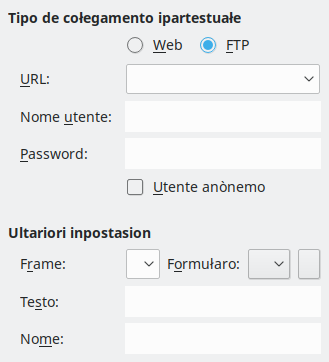 Tipo de cołegamento ipartestuałe
Web FTP
URL:
Nome utente:
Password:
Utente anònemo
Ultariori inpostasion
Frame: Formułaro:
Testo:
Nome: